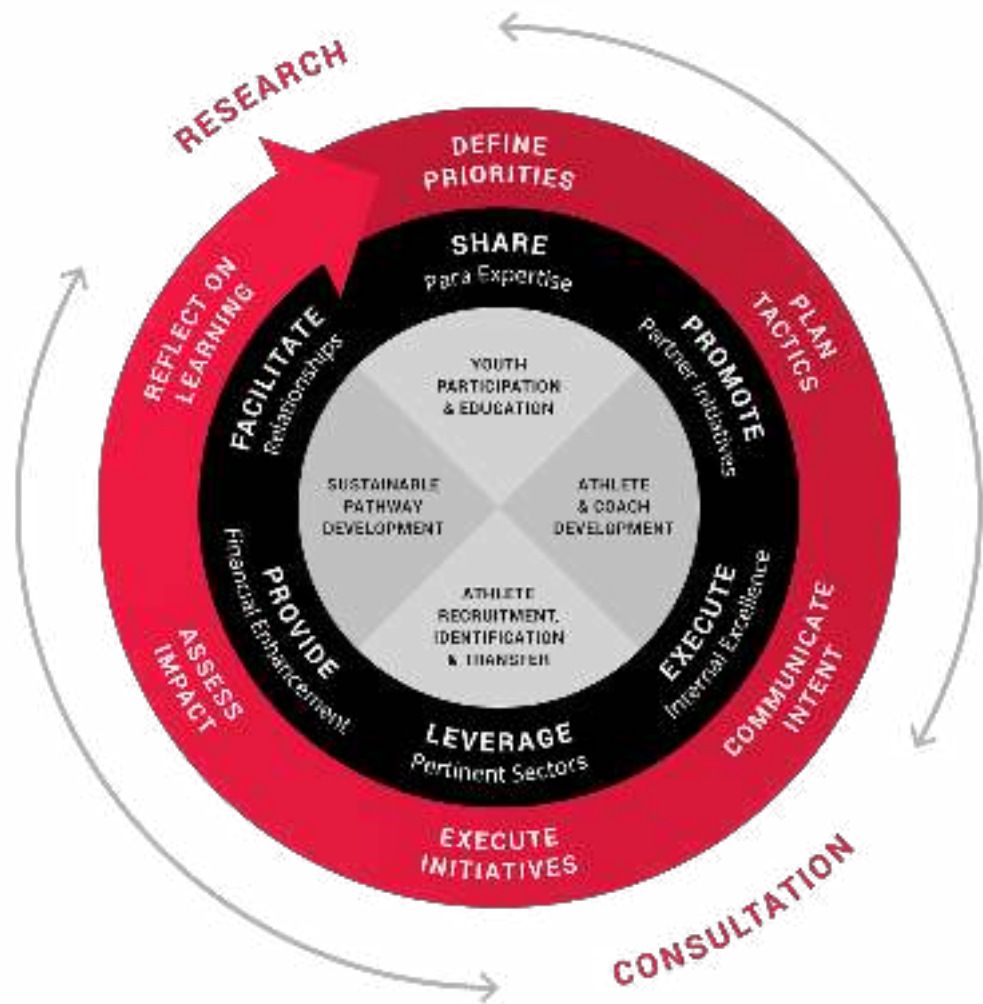 RESEARCH
DEFINE
PRIORITIES
PLAN
TACTICS
COMMUNICATE
INTENT
EXECUTE
INITIATIVES
ASSESS
IMPACT
REFLECT ON
LEARNING
SHARE
Para Expertise
PROMOTE
Partner Initiatives
EXECUTE
Internal Excellence
LEVERAGE
Pertinent Sectors
PROVIDE
Financial Enhancement
FACILITATE
Relationships
YOUTH
PARTICIPATION
& EDUCATION
ATHLETE
& COACH
DEVELOPMENT
ATHLETE
RECRUITMENT,
IDENTIFICATION
& TRANSFER
SUSTAINABLE
PATHWAY
DEVELOPMENT
CONSULTATION